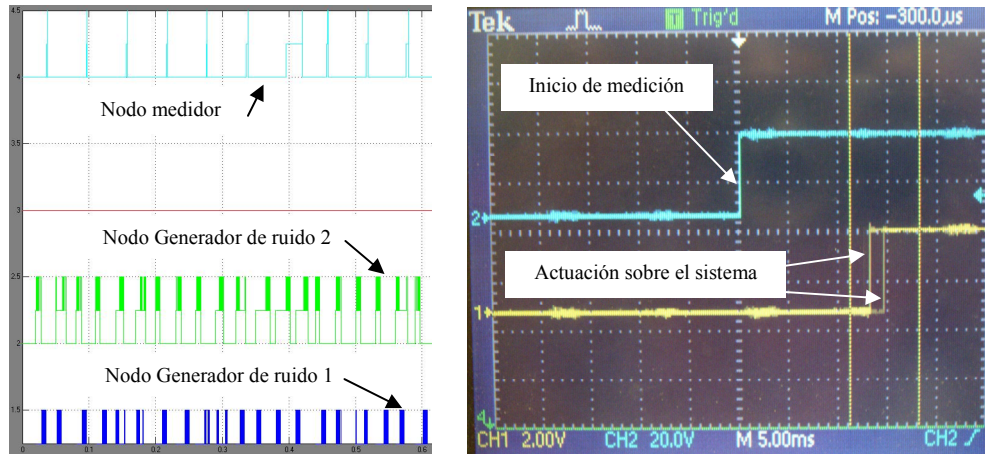 4.5
4
Nodo medidor
3.5
3
Nodo Generador de ruido 2
2.5
2
Nodo Generador de ruido 1
1.5
0 0.1 0.2 0.3 0.4 0.5 0.6
Tek Trig'd M Pos: -300.0µs
Inicio de medición
2
Actuación sobre el sistema
1
4
CH1 2.00V CH2 20.0V M 5.00ms CH2